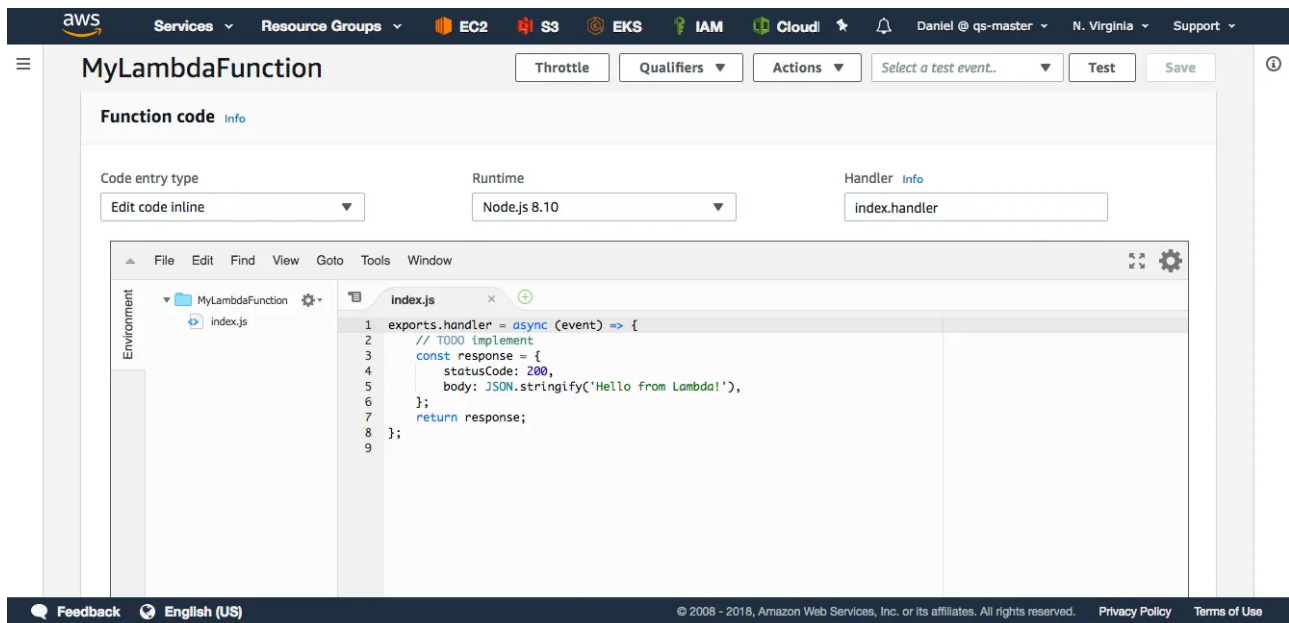 aws Services Resource Groups EC2 S3 EKS IAM Cloud Daniel @ qs-master N. Virginia Support
MyLambdaFunction Throttle Qualifiers Actions Select a test event.. Test Save
Function code Info
Code entry type Runtime Handler Info
Edit code inline Node.js 8.10 index.handler
File Edit Find View Goto Tools Window
Environment
MyLambdaFunction
index.js
index.js
1 exports.handler = async (event) => {
2 // TODO implement
3 const response = {
4 statusCode: 200,
5 body: JSON.stringify('Hello from Lambda!'),
6 };
7 return response;
8 };
9
Feedback English (US) © 2008 - 2018, Amazon Web Services, Inc. or its affiliates. All rights reserved. Privacy Policy Terms of Use